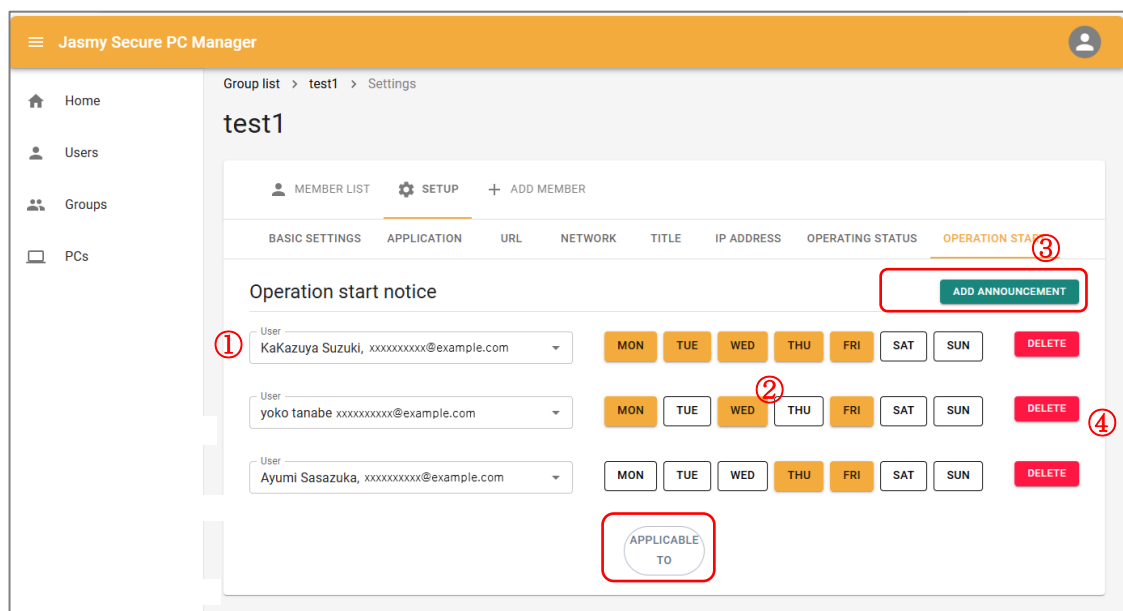 Jasmy Secure PC Manager
Home
Users
Groups
PCs
Group list > test1 > Settings
test1
MEMBER LIST SETUP + ADD MEMBER
BASIC SETTINGS APPLICATION URL NETWORK TITLE IP ADDRESS OPERATING STATUS OPERATION START
③
Operation start notice ADD ANNOUNCEMENT
①
User
KaKazuya Suzuki, xxxxxxxxxx@example.com MON TUE WED THU FRI SAT SUN DELETE
②
User
yoko tanabe xxxxxxxxxx@example.com MON TUE WED THU FRI SAT SUN DELETE
④
User
Ayumi Sasazuka, xxxxxxxxxx@example.com MON TUE WED THU FRI SAT SUN DELETE
APPLICABLE
TO